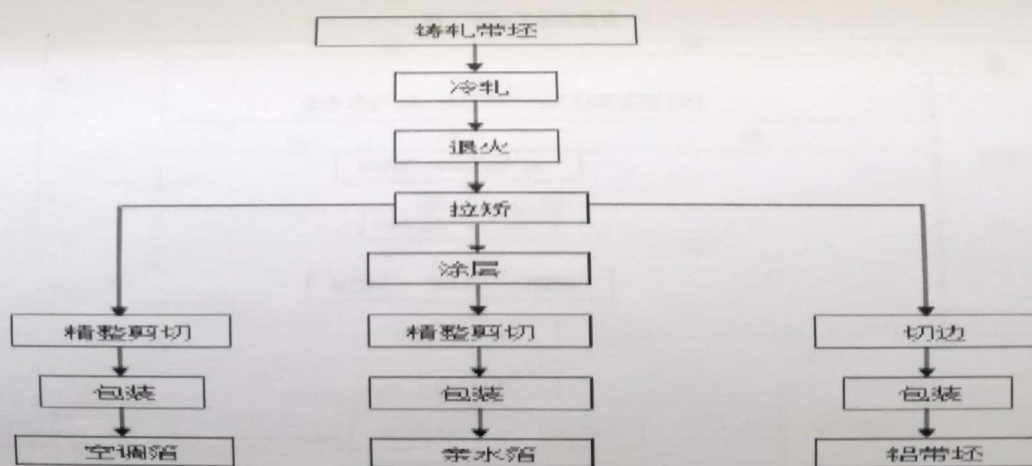 铸轧带坯
冷轧
退火
拉矫
涂层
精整剪切 精整剪切 切边
包装 包装 包装
空调箔 亲水箔 铝带坯